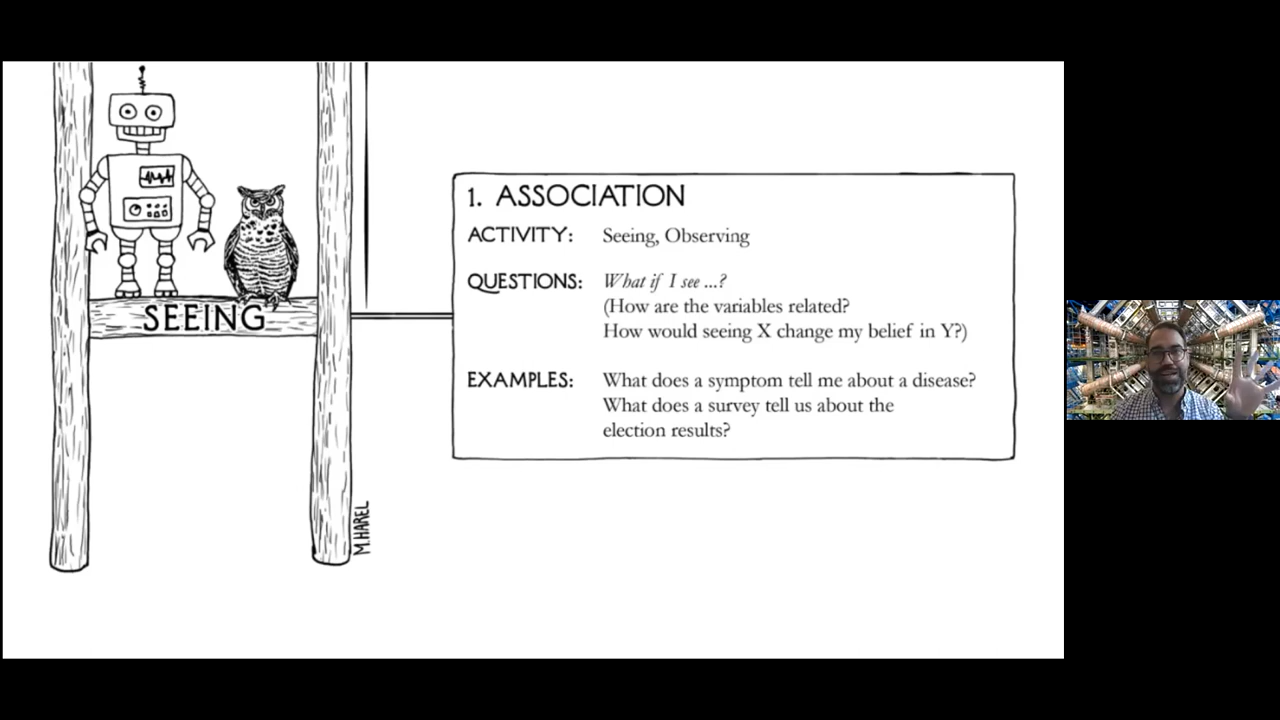 SEEING
M. HAREL
1. ASSOCIATION
ACTIVITY: Seeing, Observing
QUESTIONS: What if I see ...?
(How are the variables related?
How would seeing X change my belief in Y?)
EXAMPLES: What does a symptom tell me about a disease?
What does a survey tell us about the
election results?